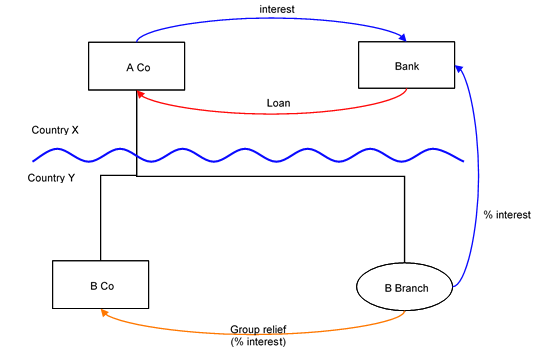 interest
A Co
Bank
Loan
Country X
Country Y
% interest
B Co
B Branch
Group relief
(% interest)